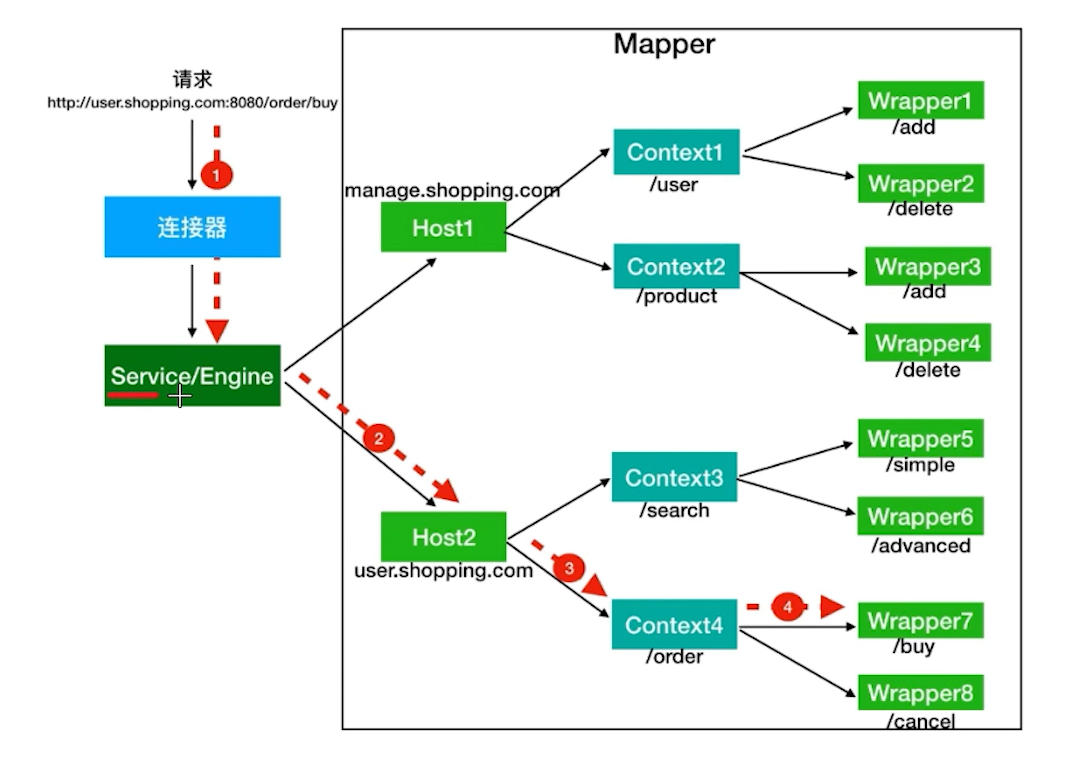 Mapper
请求
http://user.shopping.com:8080/order/buy
1
连接器
Service/Engine
manage.shopping.com
Host1
Context1
/user
Wrapper1
/add
Wrapper2
/delete
Context2
/product
Wrapper3
/add
Wrapper4
/delete
2
Host2
user.shopping.com
Context3
/search
Wrapper5
/simple
Wrapper6
/advanced
3
Context4
/order
4
Wrapper7
/buy
Wrapper8
/cancel